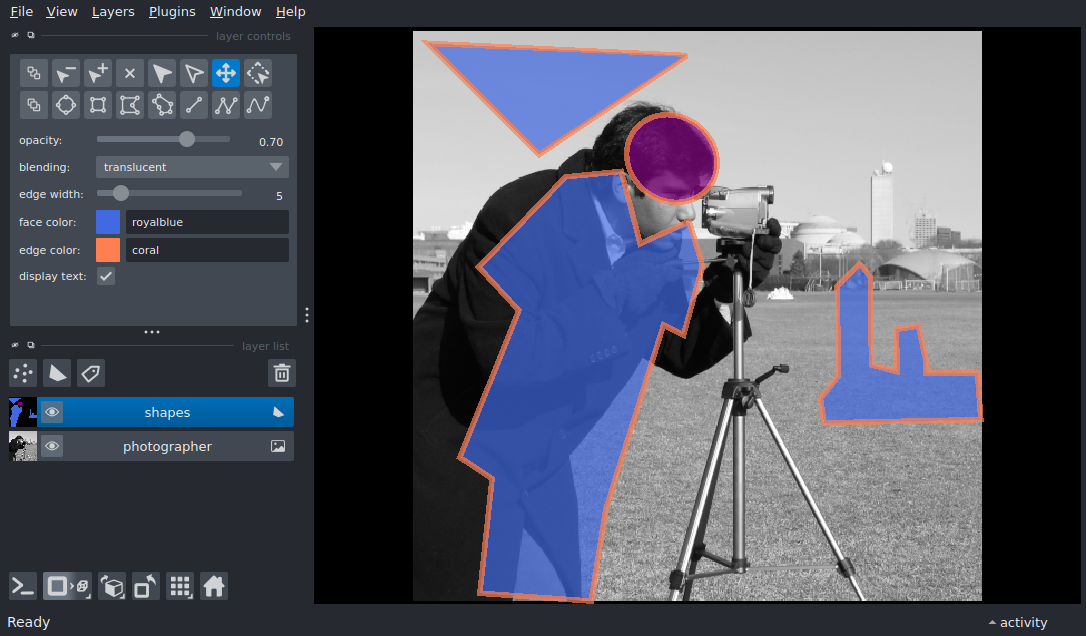 File View Layers Plugins Window Help
layer controls
opacity: 0.70
blending: translucent
edge width: 5
face color: royalblue
edge color: coral
display text:
layer list
shapes
photographer
Ready
activity